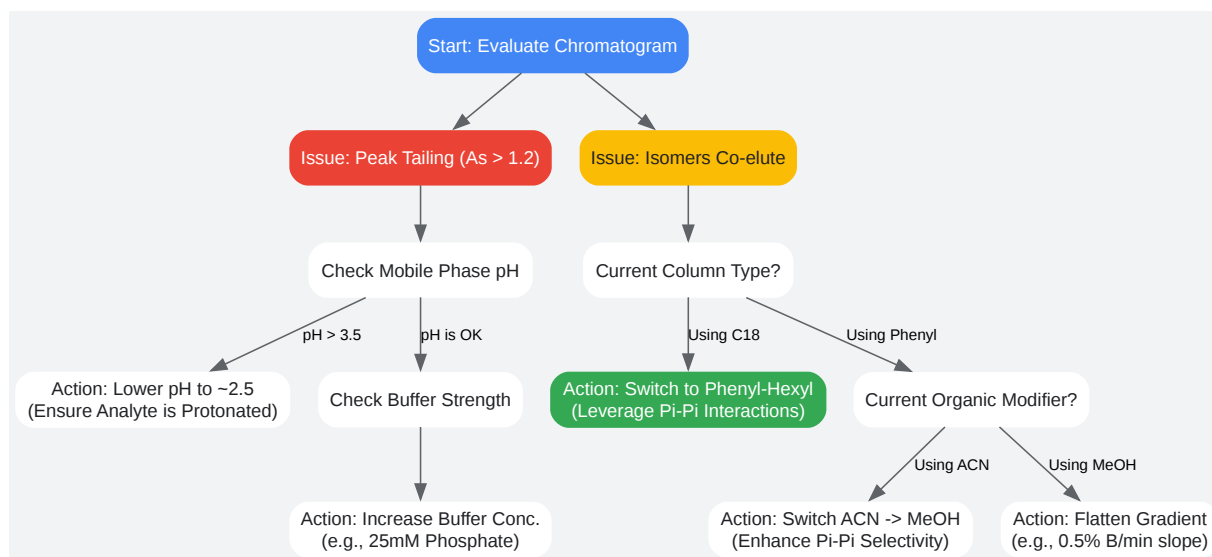 Start: Evaluate Chromatogram
Issue: Peak Tailing (As > 1.2)
Issue: Isomers Co-elute
Check Mobile Phase pH
Current Column Type?
pH > 3.5
pH is OK
Using C18
Using Phenyl
Action: Lower pH to ~2.5
(Ensure Analyte is Protonated)
Check Buffer Strength
Action: Switch to Phenyl-Hexyl
(Leverage Pi-Pi Interactions)
Current Organic Modifier?
Using ACN
Using MeOH
Action: Increase Buffer Conc.
(e.g., 25mM Phosphate)
Action: Switch ACN -> MeOH
(Enhance Pi-Pi Selectivity)
Action: Flatten Gradient
(e.g., 0.5% B/min slope)